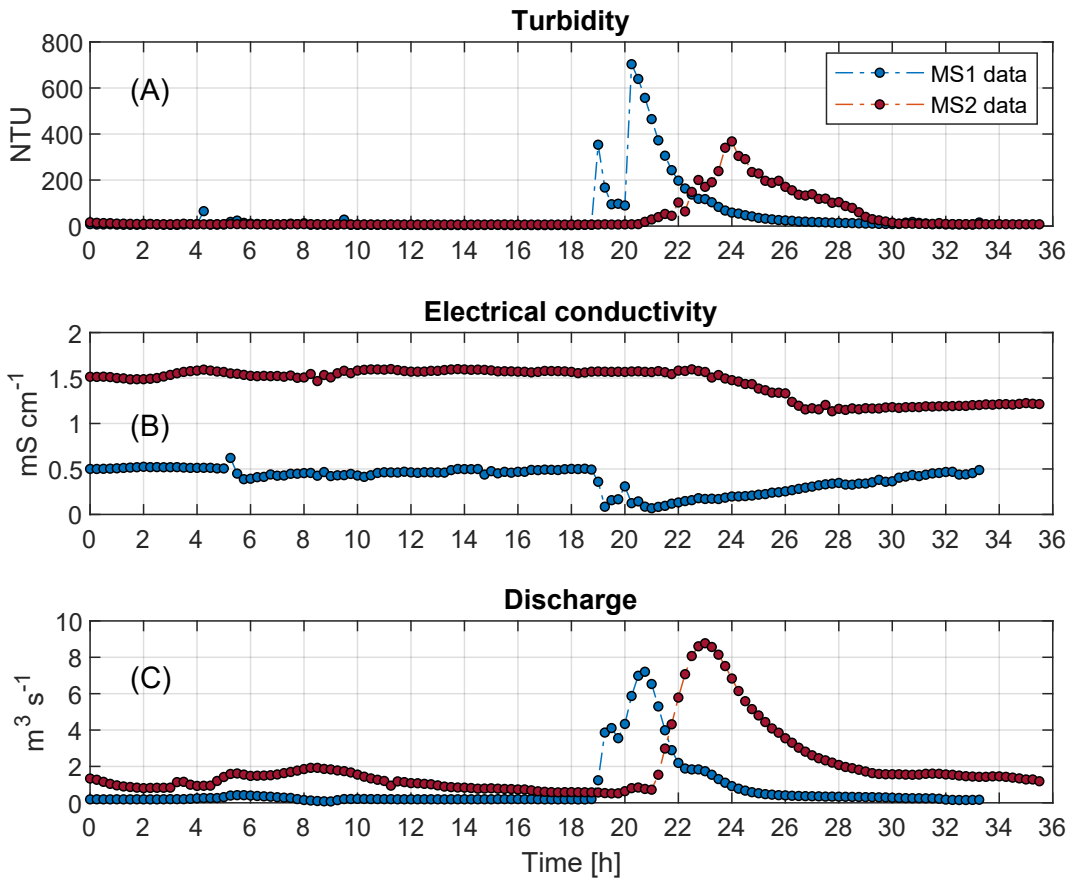 Turbidity
800
600
400
200
0
NTU
(A)
MS1 data
MS2 data
0 2 4 6 8 10 12 14 16 18 20 22 24 26 28 30 32 34 36
Electrical conductivity
2
1.5
1
0.5
0
mS cm⁻¹
(B)
0 2 4 6 8 10 12 14 16 18 20 22 24 26 28 30 32 34 36
Discharge
10
8
6
4
2
0
m³ s⁻¹
(C)
0 2 4 6 8 10 12 14 16 18 20 22 24 26 28 30 32 34 36
Time [h]